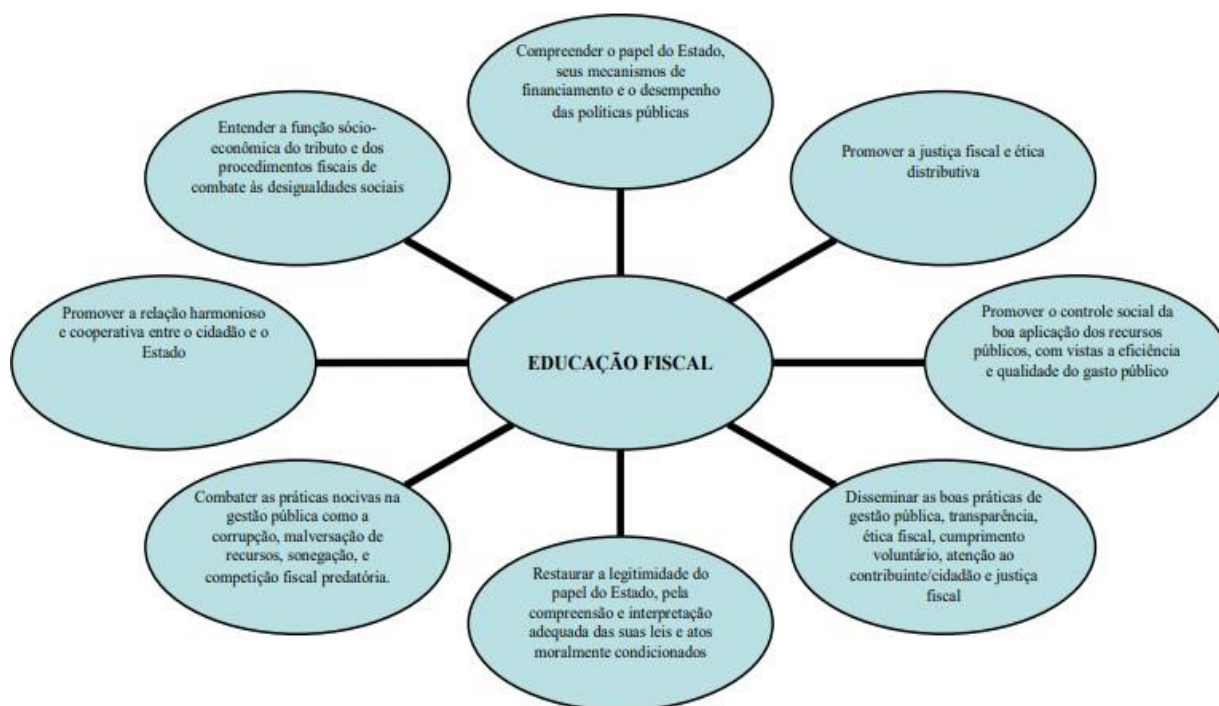 Compreender o papel do Estado,
seus mecanismos de
financiamento e o desempenho
das políticas públicas
Entender a função sócio-
econômica do tributo e dos
procedimentos fiscais de
combate às desigualdades sociais
Promover a justiça fiscal e ética
distributiva
Promover a relação harmonioso
e cooperativa entre o cidadão e o
Estado
EDUCAÇÃO FISCAL
Promover o controle social da
boa aplicação dos recursos
públicos, com vistas a eficiência
e qualidade do gasto público
Combater as práticas nocivas na
gestão pública como a
corrupção, malversação de
recursos, sonegação, e
competição fiscal predatória.
Restaurar a legitimidade do
papel do Estado, pela
compreensão e interpretação
adequada das suas leis e atos
moralmente condicionados
Disseminar as boas práticas de
gestão pública, transparência,
ética fiscal, cumprimento
voluntário, atenção ao
contribuinte/cidadão e justiça
fiscal